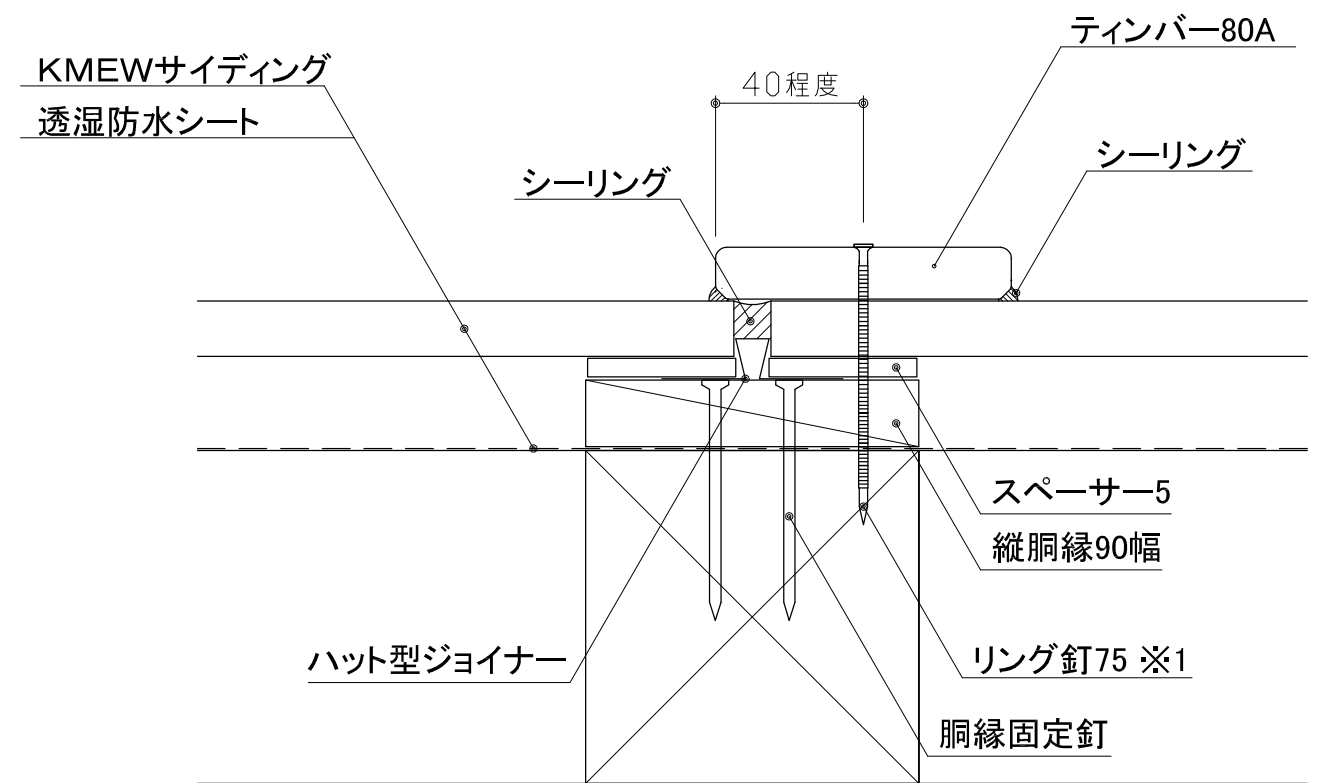 ティンバー80A
KMEWサイディング
40程度
透湿防水シート
シーリング
シーリング
スペーサー5
縦胴縁90幅
ハット型ジョイナー
リング釘75 ※1
胴縁固定釘